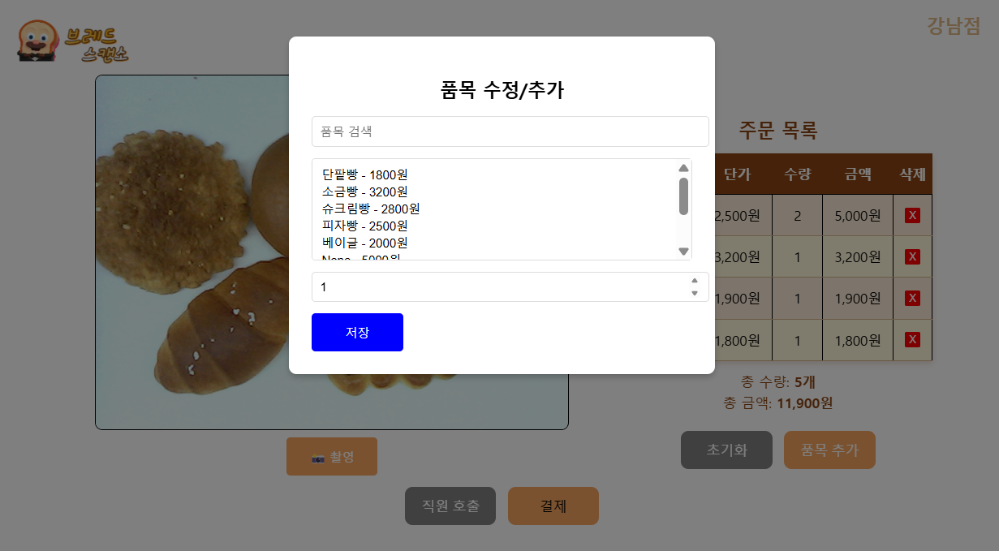 브레드
스캔소
강남점
품목 수정/추가
품목 검색
단팥빵 - 1800원
소금빵 - 3200원
슈크림빵 - 2800원
피자빵 - 2500원
베이글 - 2000원
None - 5000원
1
저장
주문 목록
단가 수량 금액 삭제
2,500원 2 5,000원 X
3,200원 1 3,200원 X
1,900원 1 1,900원 X
1,800원 1 1,800원 X
총 수량: 5개
총 금액: 11,900원
초기화 품목 추가
촬영
직원 호출 결제